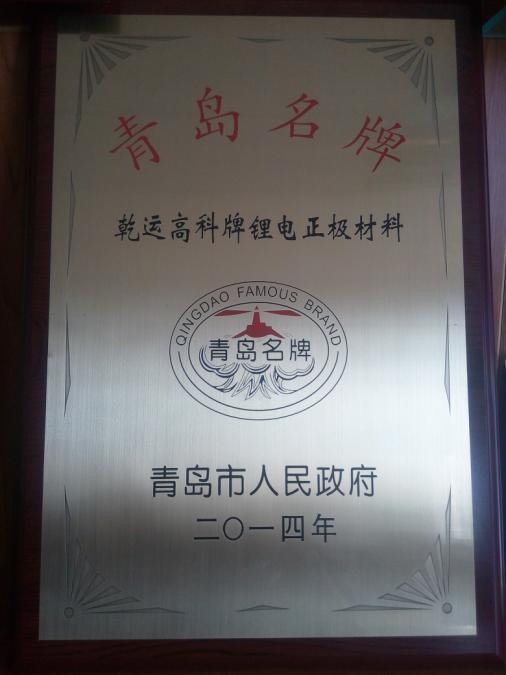 青岛名牌
乾运高科牌锂电正极材料
QINGDAO FAMOUS BRAND
青岛名牌
青岛市人民政府
二〇一四年